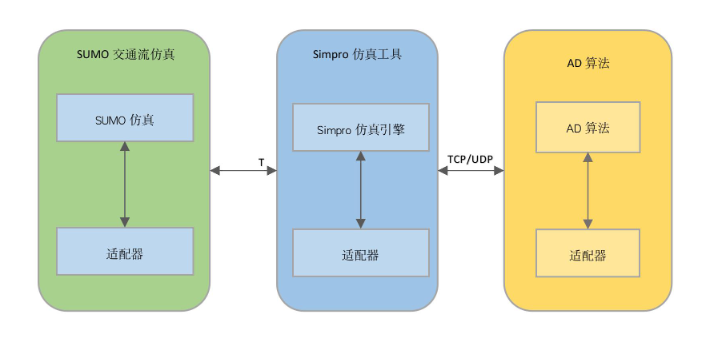 SUMO 交通流仿真
Simpro 仿真工具
AD 算法
SUMO 仿真
Simpro 仿真引擎
AD 算法
T
TCP/UDP
适配器
适配器
适配器